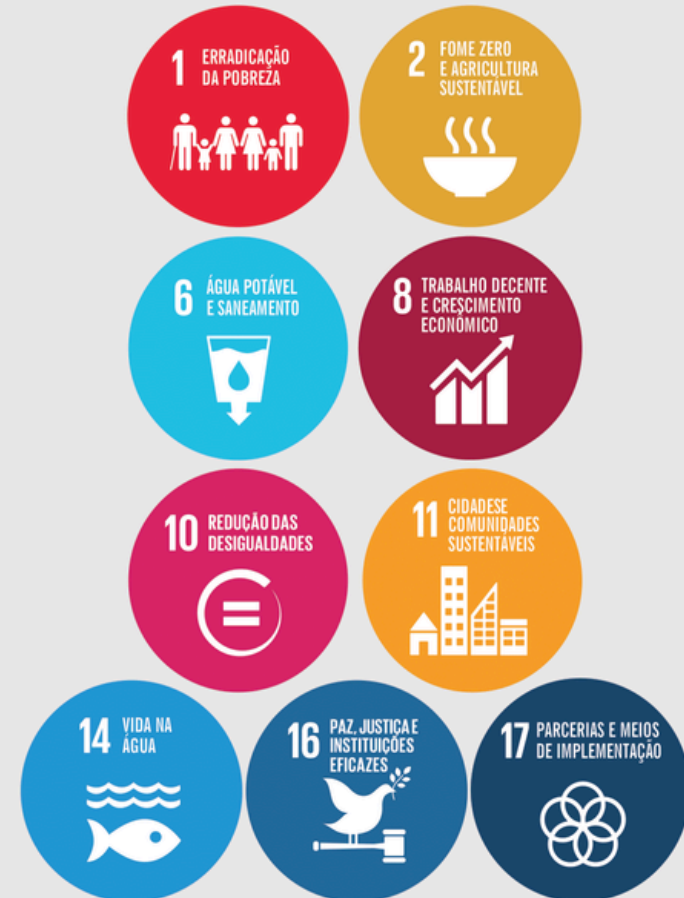 1 ERRADICAÇÃO
DA POBREZA
2 FOME ZERO
E AGRICULTURA
SUSTENTÁVEL
6 ÁGUA POTÁVEL
E SANEAMENTO
8 TRABALHO DECENTE
E CRESCIMENTO
ECONÔMICO
10 REDUÇÃO DAS
DESIGUALDADES
11 CIDADESE
COMUNIDADES
SUSTENTÁVEIS
14 VIDA NA
ÁGUA
16 PAZ, JUSTIÇA E
INSTITUIÇÕES
EFICAZES
17 PARCERIAS E MEIOS
DE IMPLEMENTAÇÃO